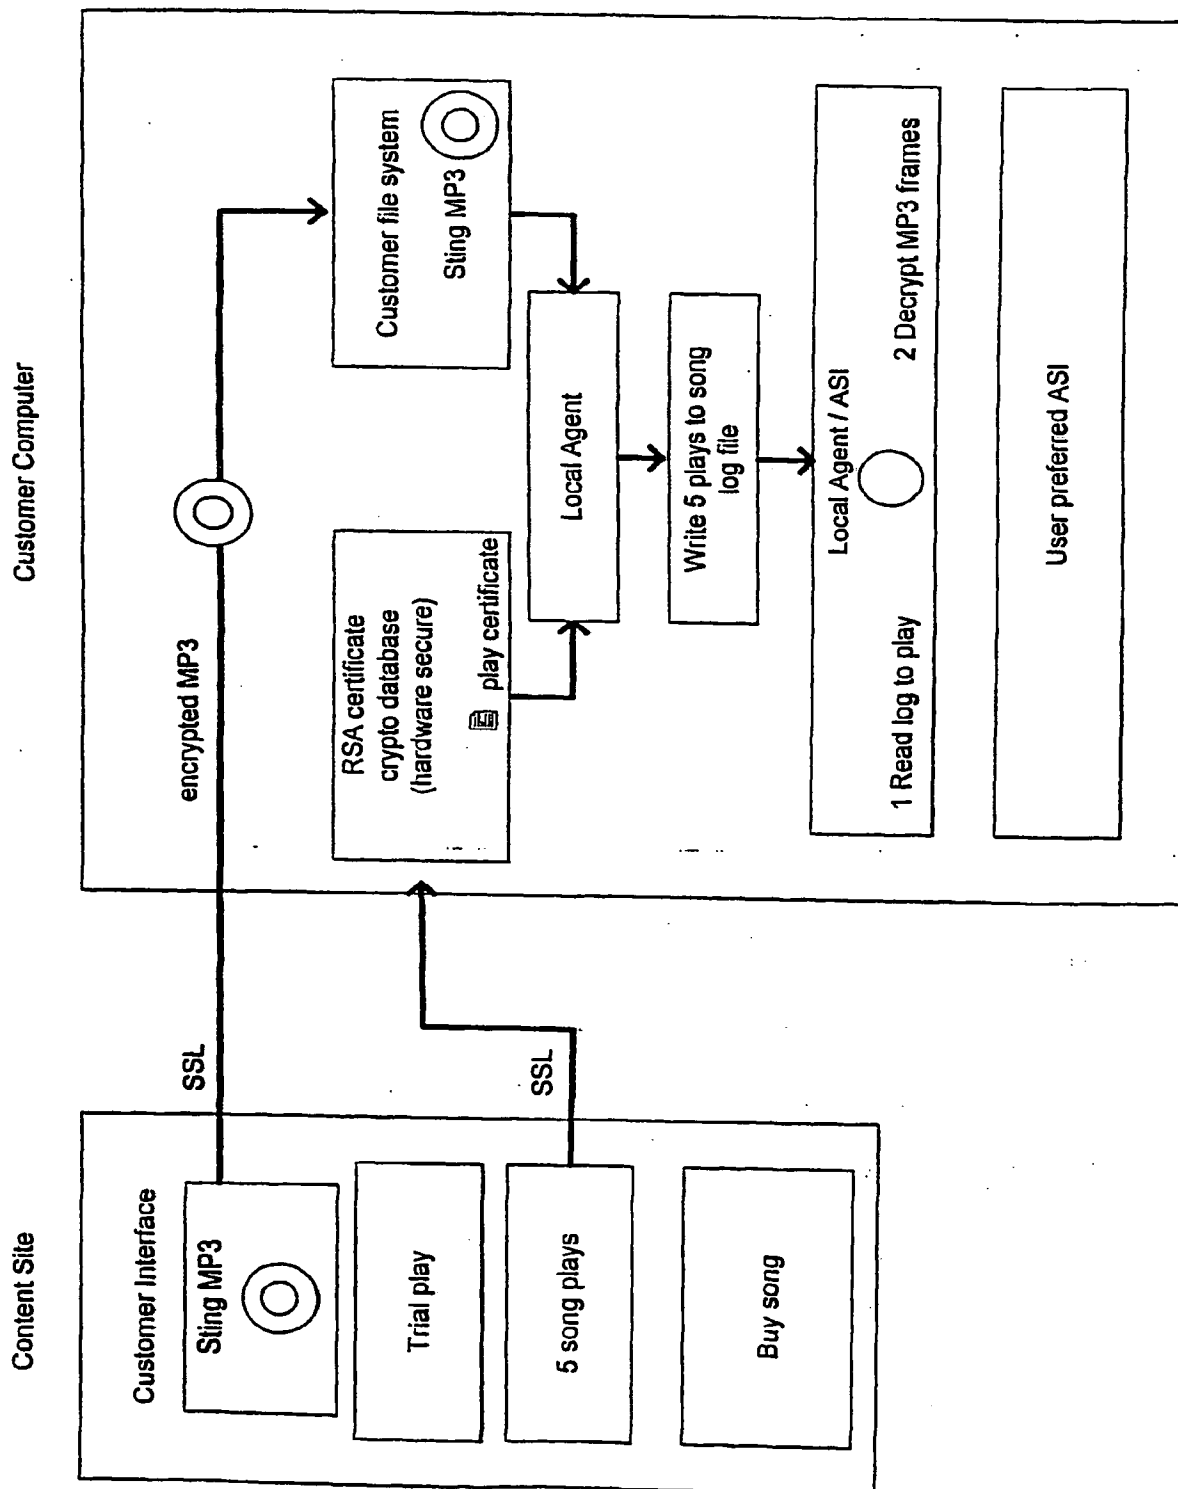 Content Site
Customer Interface
Sting MP3
Trial play
5 song plays
Buy song
SSL
SSL
Customer Computer
encrypted MP3
RSA certificate
crypto database
(hardware secure)
play certificate
Customer file system
Sting MP3
Local Agent
Write 5 plays to song
log file
Local Agent / ASI
1 Read log to play
2 Decrypt MP3 frames
User preferred ASI